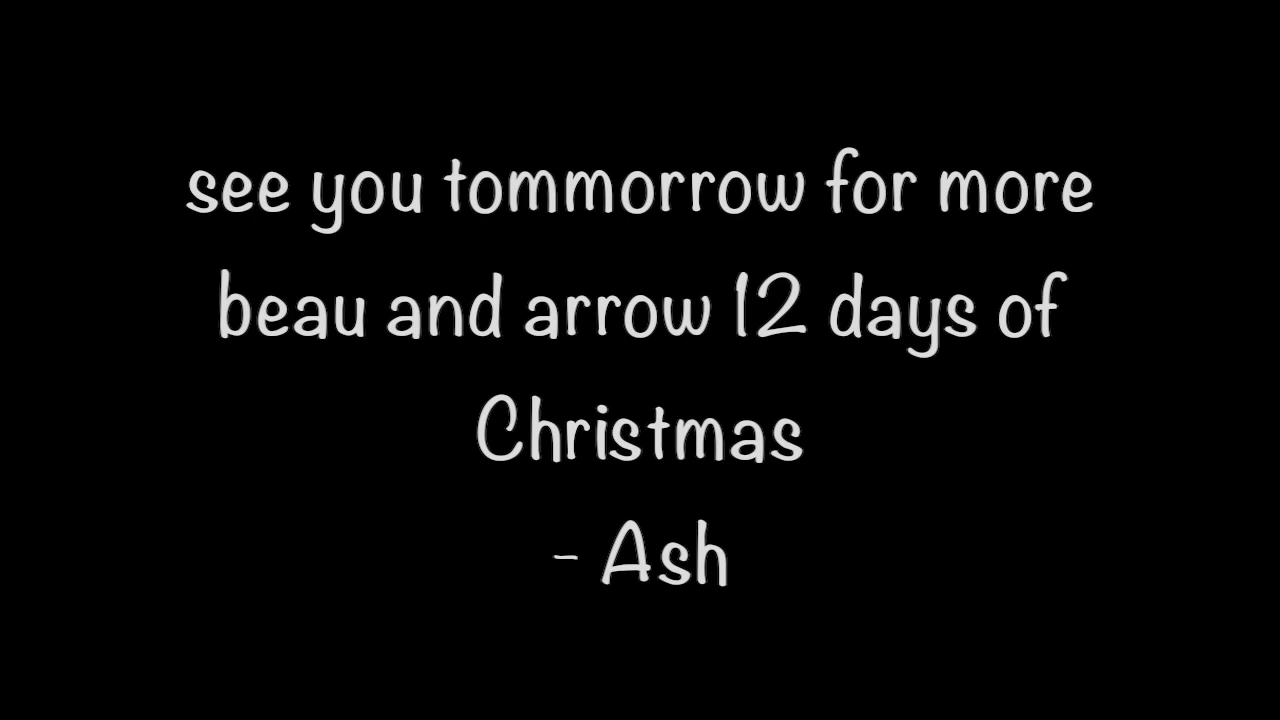 see you tommorrow for more
beau and arrow 12 days of
Christmas
- Ash